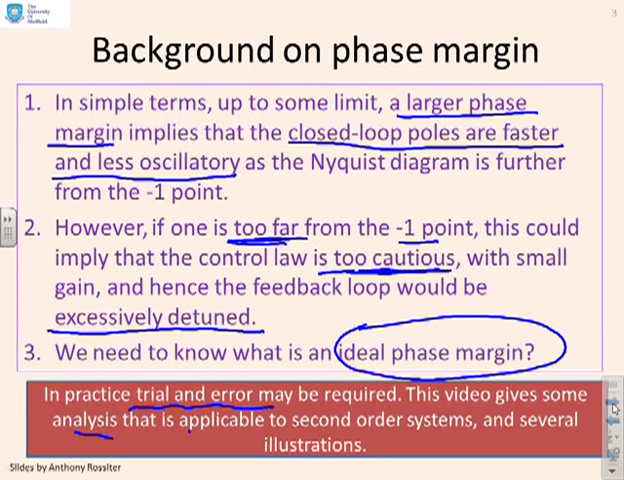 The
University
Of
Sheffield.
3
Background on phase margin
1. In simple terms, up to some limit, a larger phase
margin implies that the closed-loop poles are faster
and less oscillatory as the Nyquist diagram is further
from the -1 point.
2. However, if one is too far from the -1 point, this could
imply that the control law is too cautious, with small
gain, and hence the feedback loop would be
excessively detuned.
3. We need to know what is an ideal phase margin?
In practice trial and error may be required. This video gives some
analysis that is applicable to second order systems, and several
illustrations.
Slides by Anthony Rossiter